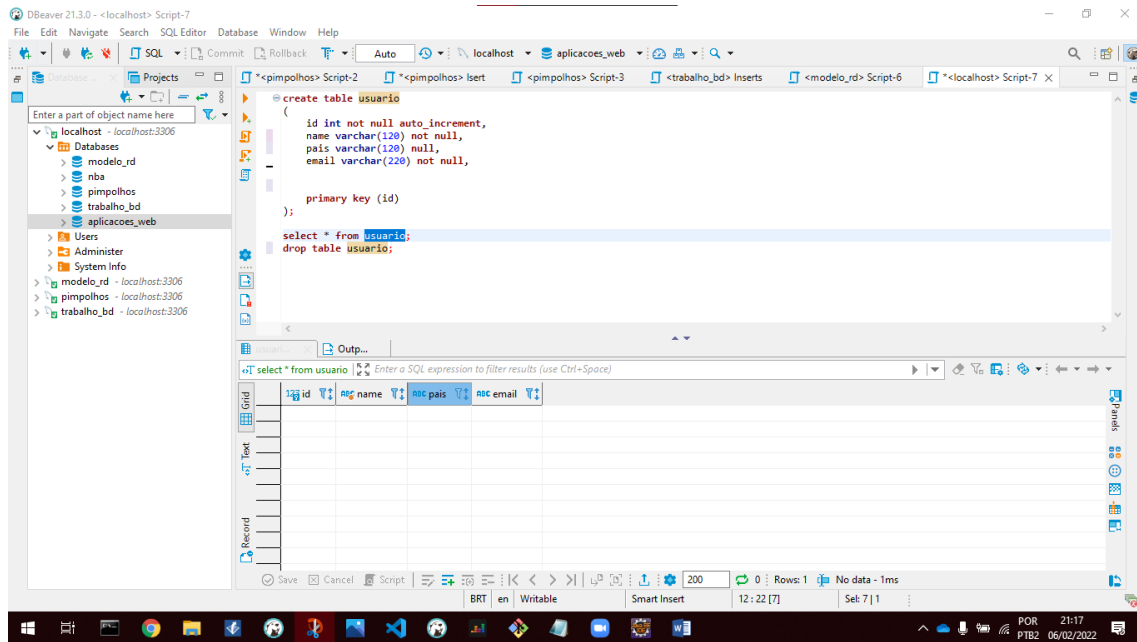 DBeaver 21.3.0 - <localhost> Script-7
File Edit Navigate Search SQL Editor Database Window Help
SQL Commit Rollback Auto localhost aplicacoes_web
Database... Projects
*<pimpolhos> Script-2 *<pimpolhos> Isert <pimpolhos> Script-3 <trabalho_bd> Inserts <modelo_rd> Script-6 *<localhost> Script-7
Enter a part of object name here
localhost - localhost:3306
Databases
modelo_rd
nba
pimpolhos
trabalho_bd
aplicacoes_web
Users
Administer
System Info
modelo_rd - localhost:3306
pimpolhos - localhost:3306
trabalho_bd - localhost:3306
create table usuario
(
id int not null auto_increment,
name varchar(120) not null,
pais varchar(120) null,
email varchar(220) not null,
primary key (id)
);
select * from usuario;
drop table usuario;
usuari... Outp...
select * from usuario Enter a SQL expression to filter results (use Ctrl+Space)
Grid
Text
Record
123 id ABC name ABC pais ABC email
Panels
Save Cancel Script 200 0 Rows: 1 No data - 1ms
BRT en Writable Smart Insert 12 : 22 [7] Sel: 7 | 1
POR 21:17
PTB2 06/02/2022